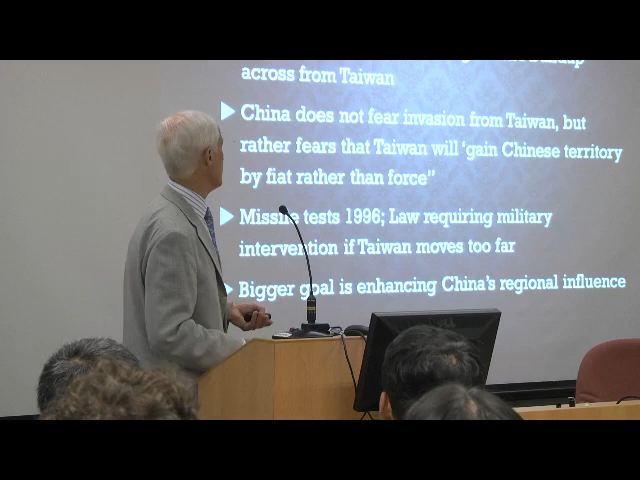 across from Taiwan
China does not fear invasion from Taiwan, but
rather fears that Taiwan will 'gain Chinese territory
by fiat rather than force"
Missile tests 1996; Law requiring military
intervention if Taiwan moves too far
Bigger goal is enhancing China's regional influence